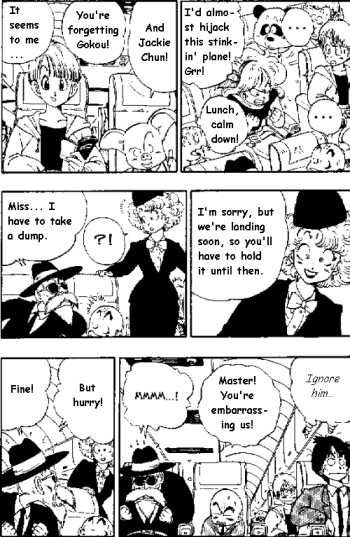 It
seems
to me
...
You're
forgetting
Gokou!
And
Jackie
Chun!
I'd almo-
st hijack
this stink-
in' plane!
Grr!
...
...
Lunch,
calm
down!
Miss... I
have to take
a dump.
?!
I'm sorry, but
we're landing
soon, so you'll
have to hold
it until then.
Fine!
But
hurry!
MMMM...!
Master!
You're
embarrass-
ing us!
Ignore
him..